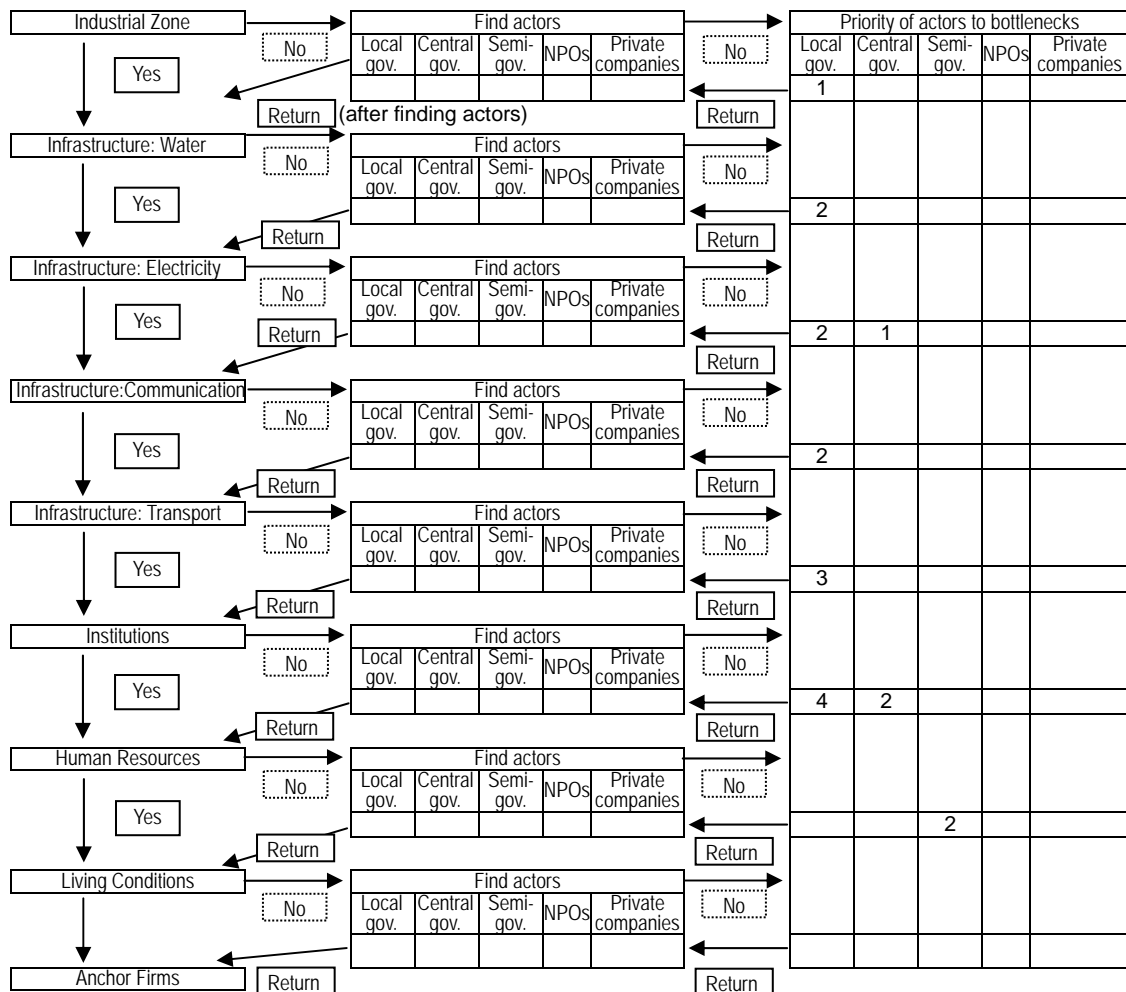 Industrial Zone
Find actors
Priority of actors to bottlenecks
No
No
Local gov.
Central gov.
Semi-gov.
NPOs
Private companies
Local gov.
Central gov.
Semi-gov.
NPOs
Private companies
Yes
1
Return
(after finding actors)
Return
Infrastructure: Water
Find actors
No
No
Local gov.
Central gov.
Semi-gov.
NPOs
Private companies
Yes
2
Return
Return
Infrastructure: Electricity
Find actors
No
No
Local gov.
Central gov.
Semi-gov.
NPOs
Private companies
Yes
Return
2
1
Return
Infrastructure:Communication
Find actors
No
No
Local gov.
Central gov.
Semi-gov.
NPOs
Private companies
Yes
2
Return
Return
Infrastructure: Transport
Find actors
No
No
Local gov.
Central gov.
Semi-gov.
NPOs
Private companies
Yes
3
Return
Return
Institutions
Find actors
No
No
Local gov.
Central gov.
Semi-gov.
NPOs
Private companies
Yes
4
2
Return
Return
Human Resources
Find actors
No
No
Local gov.
Central gov.
Semi-gov.
NPOs
Private companies
Yes
2
Return
Return
Living Conditions
Find actors
No
No
Local gov.
Central gov.
Semi-gov.
NPOs
Private companies
Anchor Firms
Return
Return